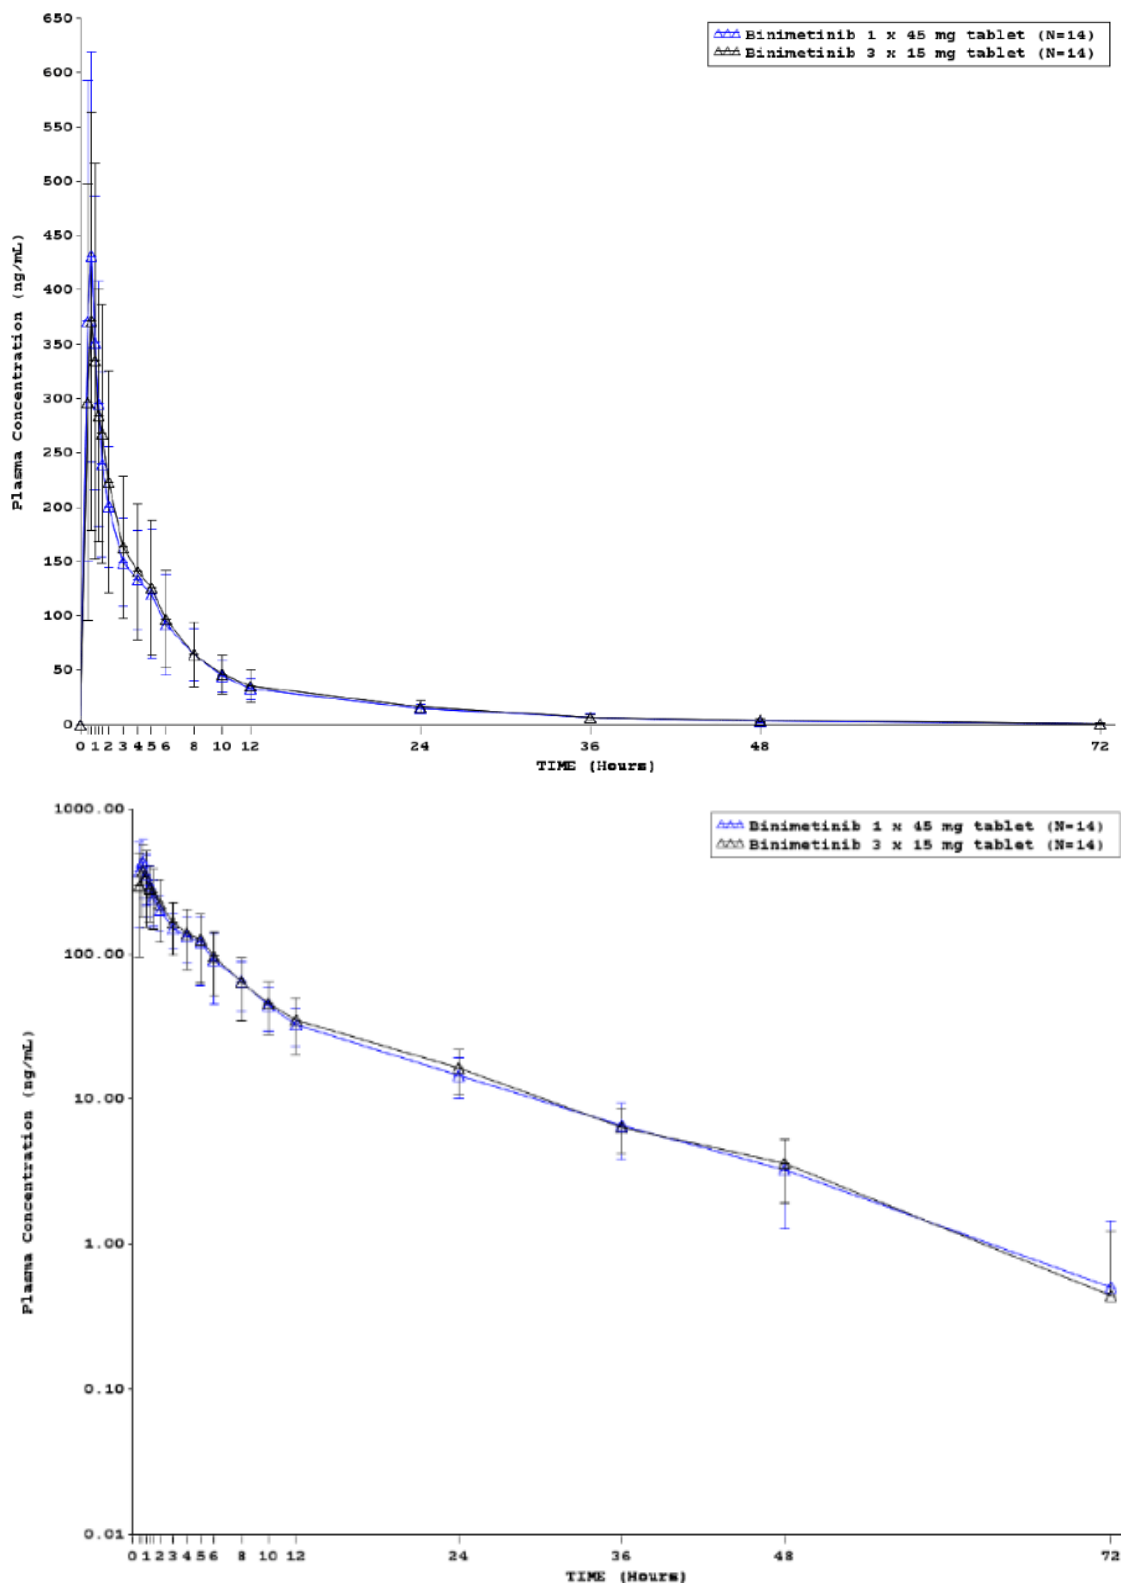 650
Binimetinib 1 x 45 mg tablet (N=14)
Binimetinib 3 x 15 mg tablet (N=14)
600
550
500
450
400
350
300
250
200
150
100
50
0
Plasma Concentration (ng/mL)
0 1 2 3 4 5 6 8 10 12 24 36 48 72
TIME (Hours)
1000.00
Binimetinib 1 x 45 mg tablet (N=14)
Binimetinib 3 x 15 mg tablet (N=14)
100.00
10.00
1.00
0.10
0.01
Plasma Concentration (ng/mL)
0 1 2 3 4 5 6 8 10 12 24 36 48 72
TIME (Hours)